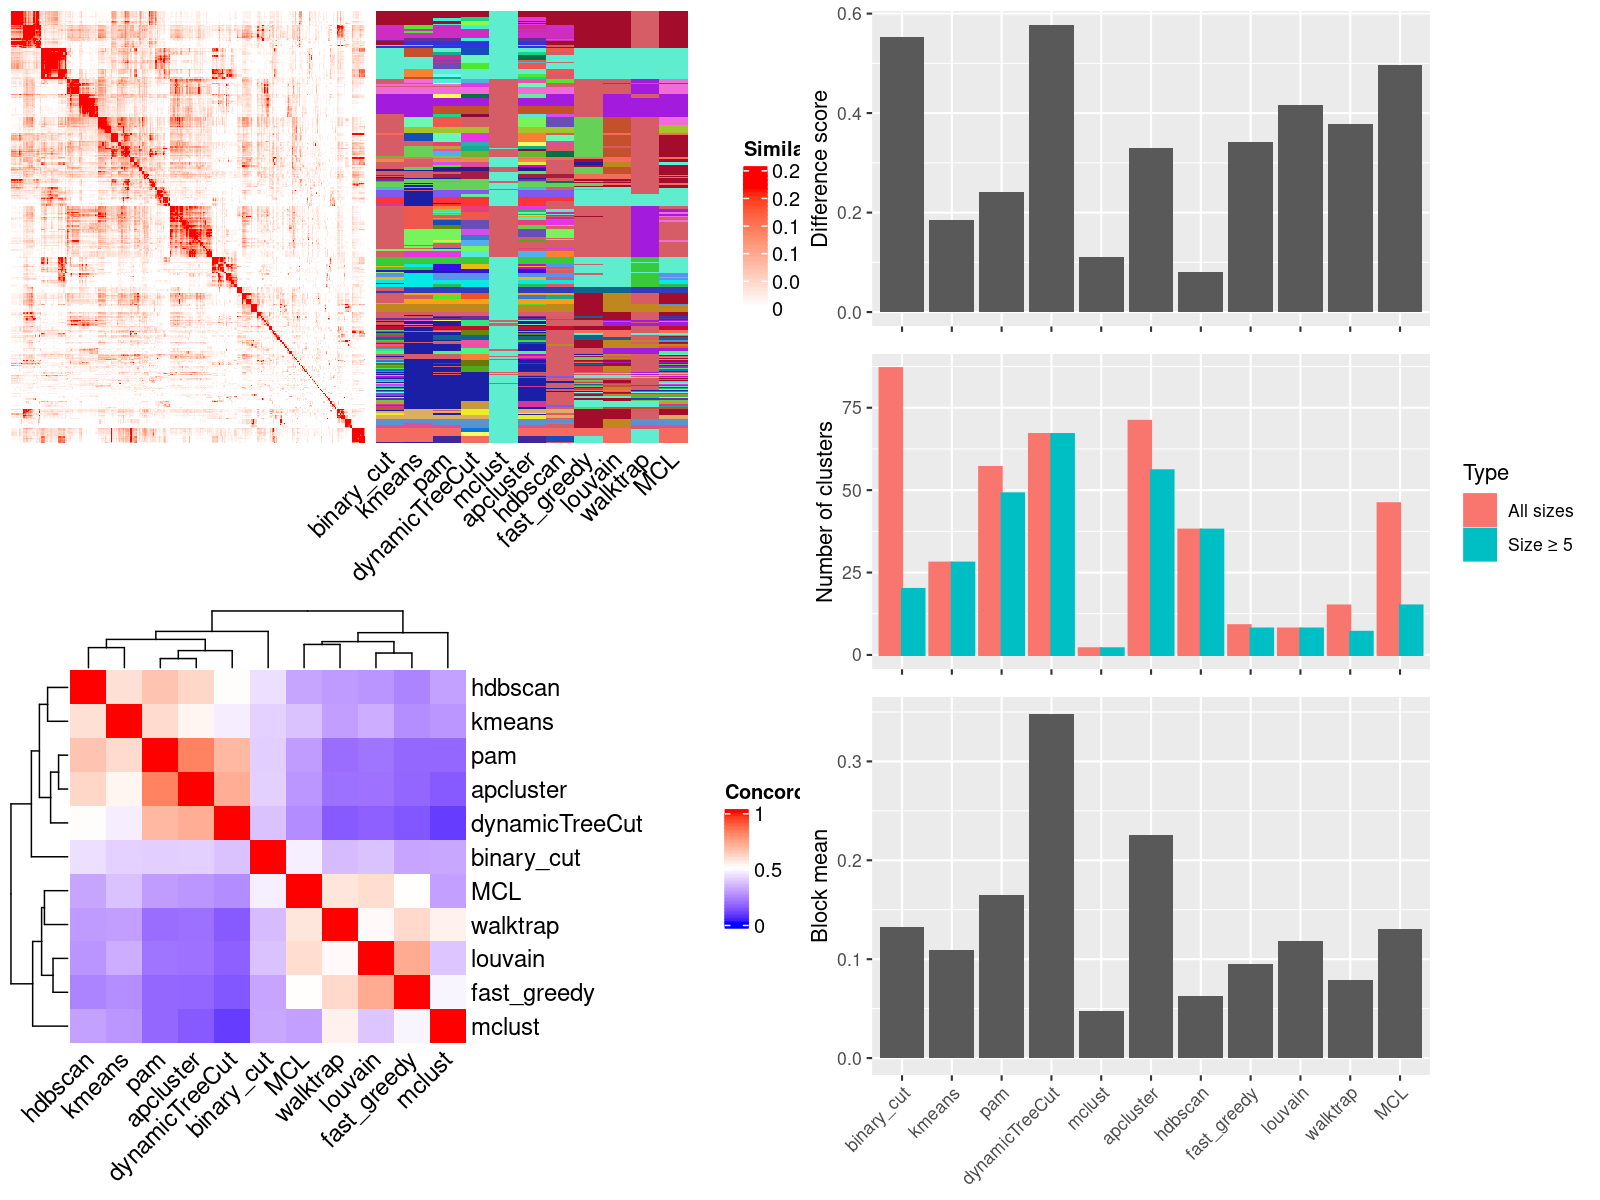 Simila
0.2
0.2
0.1
0.1
0.0
0
binary_cut
kmeans
pam
dynamicTreeCut
mclust
apcluster
hdbscan
fast_greedy
louvain
walktrap
MCL
hdbscan
kmeans
pam
apcluster
dynamicTreeCut
binary_cut
MCL
walktrap
louvain
fast_greedy
mclust
hdbscan
kmeans
pam
apcluster
dynamicTreeCut
binary_cut
MCL
walktrap
louvain
fast_greedy
mclust
Concord
1
0.5
0
Difference score
0.6
0.4
0.2
0.0
Number of clusters
75
50
25
0
Type
All sizes
Size ≥ 5
Block mean
0.3
0.2
0.1
0.0
binary_cut
kmeans
pam
dynamicTreeCut
mclust
apcluster
hdbscan
fast_greedy
louvain
walktrap
MCL